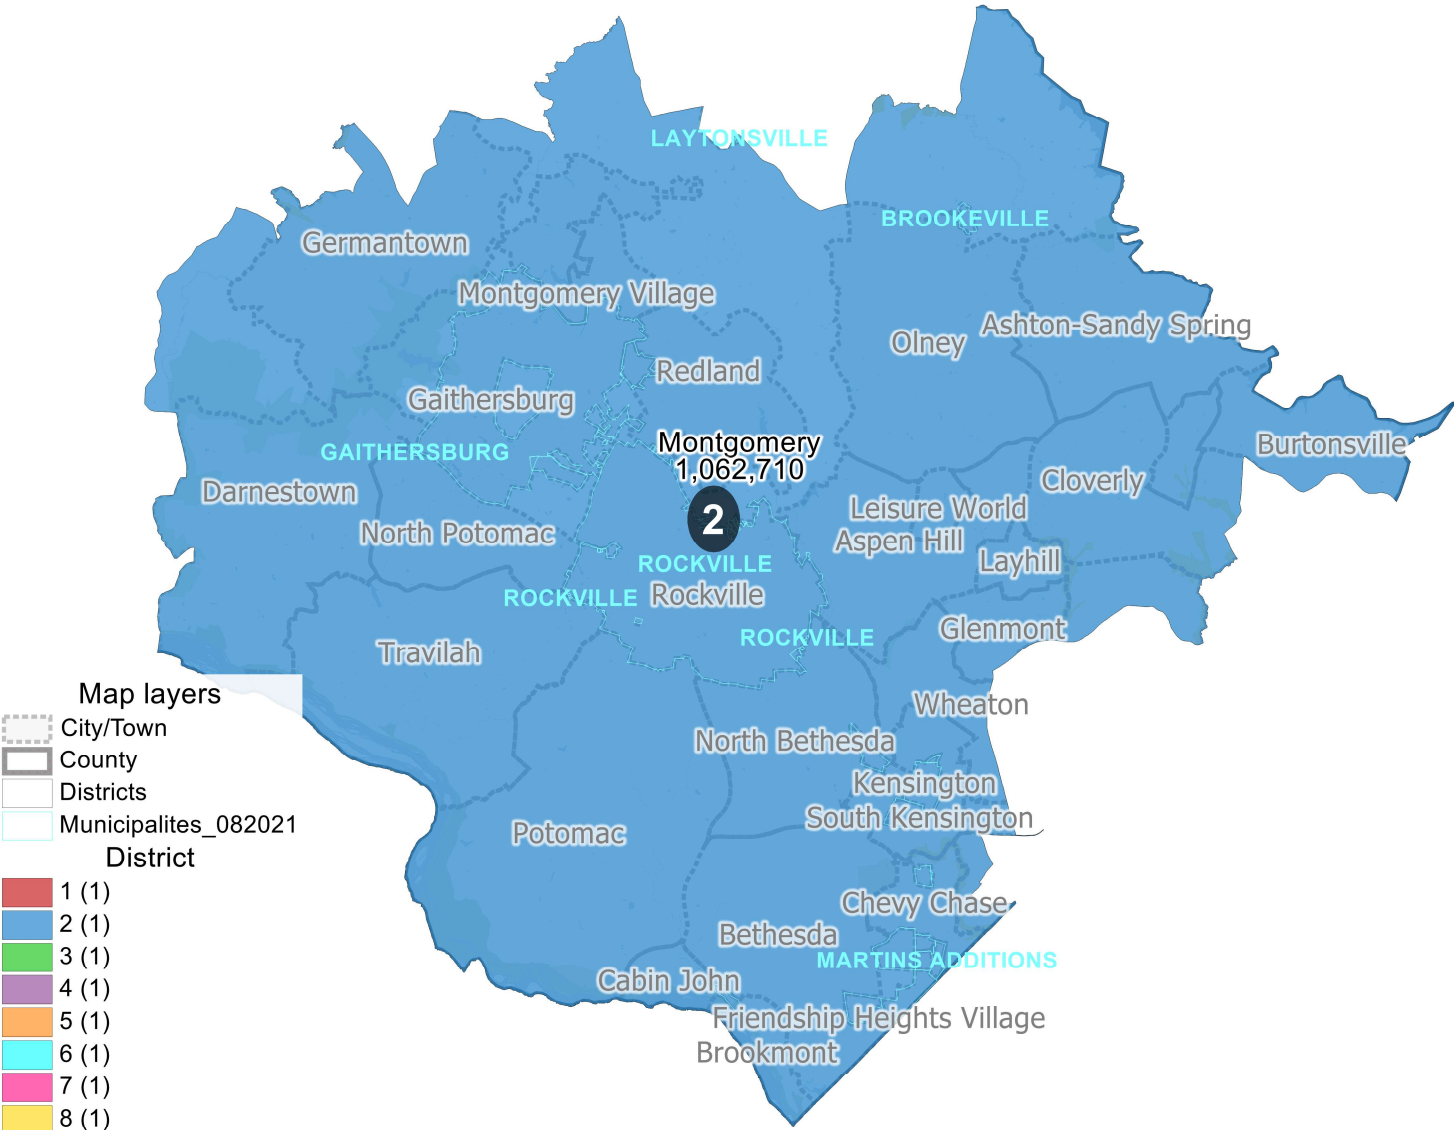 LAYTONSVILLE
BROOKEVILLE
Germantown
Montgomery Village
Ashton-Sandy Spring
Olney
Redland
Gaithersburg
Montgomery
1,062,710
Burtonsville
GAITHERSBURG
Cloverly
Darnestown
Leisure World
2
North Potomac
Aspen Hill
Layhill
ROCKVILLE
ROCKVILLE
Rockville
Glenmont
ROCKVILLE
Travilah
Wheaton
North Bethesda
Kensington
South Kensington
Potomac
Chevy Chase
Bethesda
MARTINS ADDITIONS
Cabin John
Friendship Heights Village
Brookmont
Map layers
City/Town
County
Districts
Municipalites_082021
District
1 (1)
2 (1)
3 (1)
4 (1)
5 (1)
6 (1)
7 (1)
8 (1)